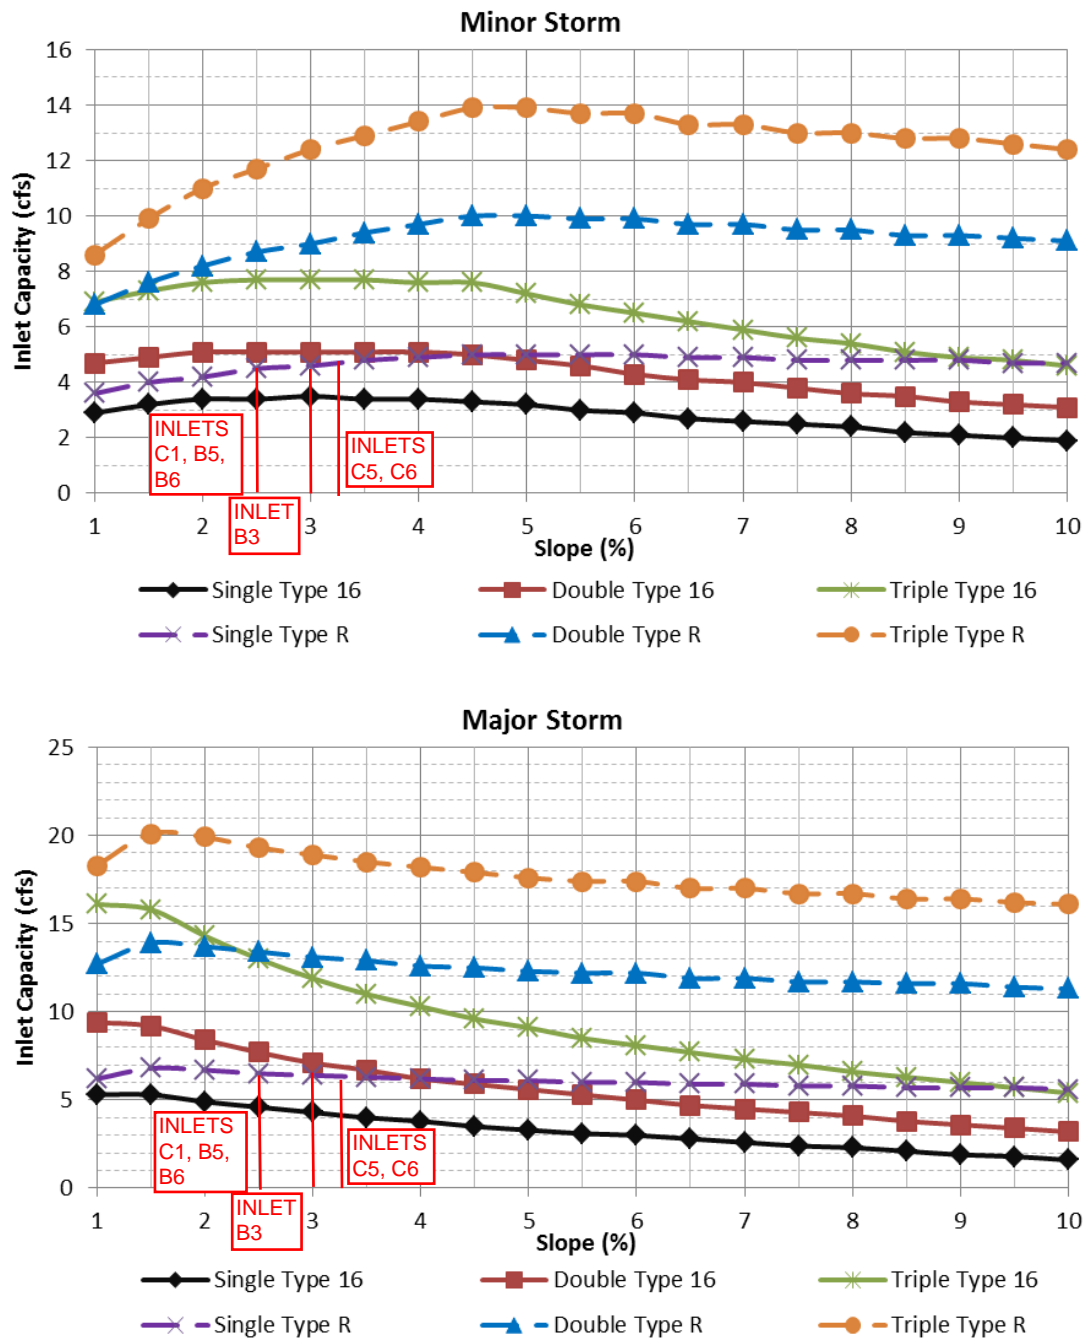 Minor Storm
Inlet Capacity (cfs)
16
14
12
10
8
6
4
2
0
INLETS
C1, B5,
B6
INLET
B3
INLETS
C5, C6
1 2 3 4 5 6 7 8 9 10
Slope (%)
Single Type 16 Double Type 16 Triple Type 16
Single Type R Double Type R Triple Type R
Major Storm
Inlet Capacity (cfs)
25
20
15
10
5
0
INLETS
C1, B5,
B6
INLET
B3
INLETS
C5, C6
1 2 3 4 5 6 7 8 9 10
Slope (%)
Single Type 16 Double Type 16 Triple Type 16
Single Type R Double Type R Triple Type R